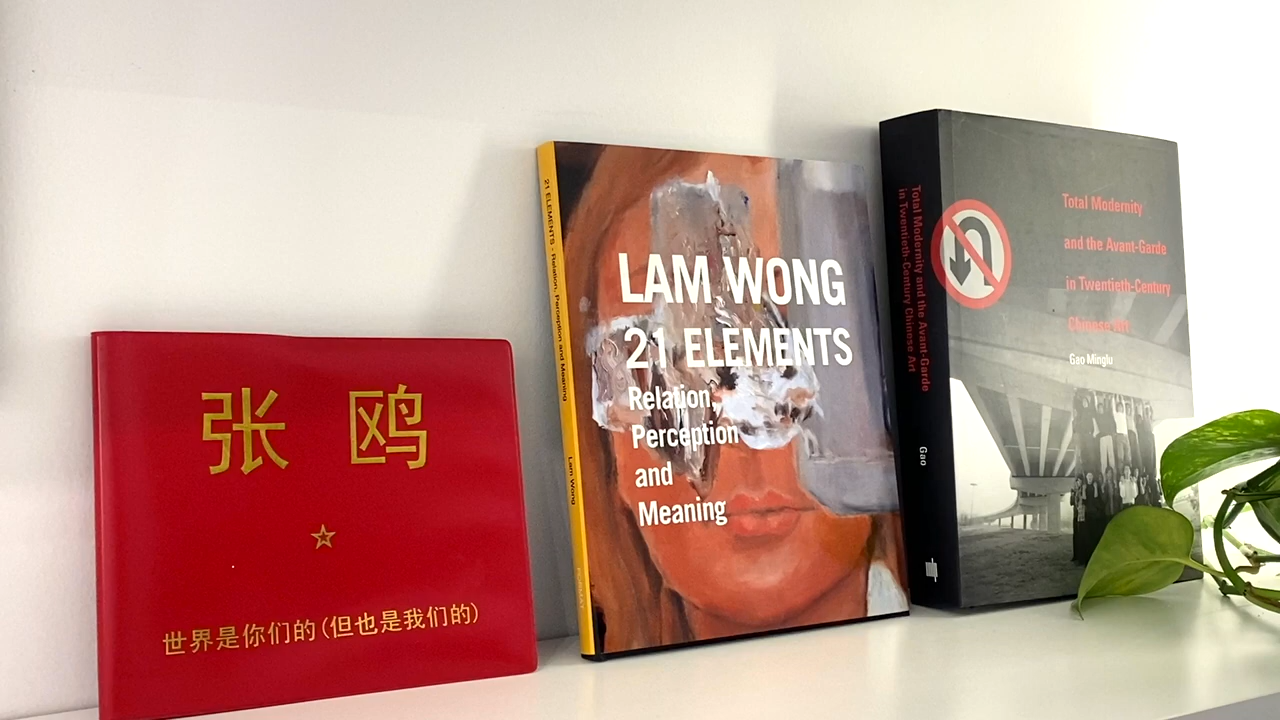 张 鸥
世界是你们的(但也是我们的)
21 ELEMENTS - Relation, Perception and Meaning
Lam Wong
LAM WONG
21 ELEMENTS
Relation,
Perception
and
Meaning
Total Modernity and the Avant-Garde
in Twentieth-Century Chinese Art
Gao
Total Modernity
and the Avant-Garde
in Twentieth-Century
Chinese Art
Gao Minglu